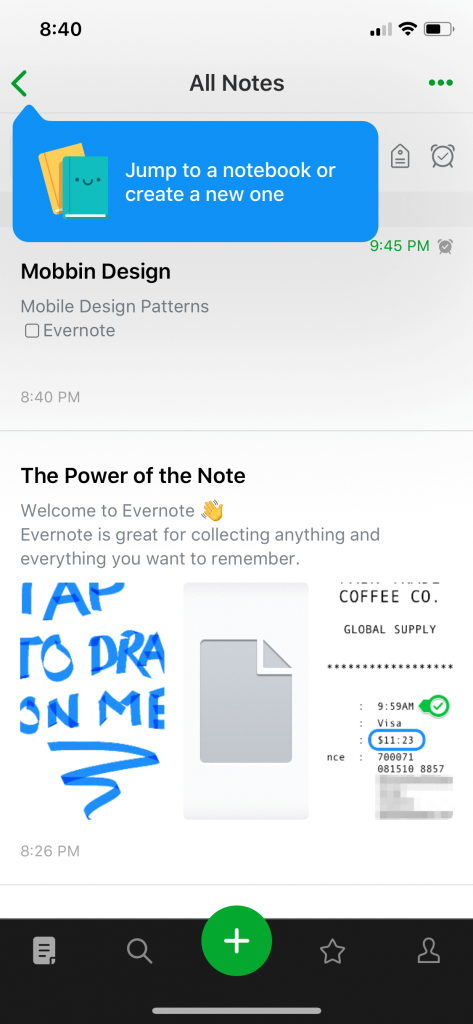 8:40
All Notes
Jump to a notebook or
create a new one
9:45 PM
Mobbin Design
Mobile Design Patterns
Evernote
8:40 PM
The Power of the Note
Welcome to Evernote 👋
Evernote is great for collecting anything and
everything you want to remember.
TAP
TO DRA
ON ME
COFFEE CO.
GLOBAL SUPPLY
******************
: 9:59AM
: Visa
: $11:23
nce : 700071
081510 8857
8:26 PM